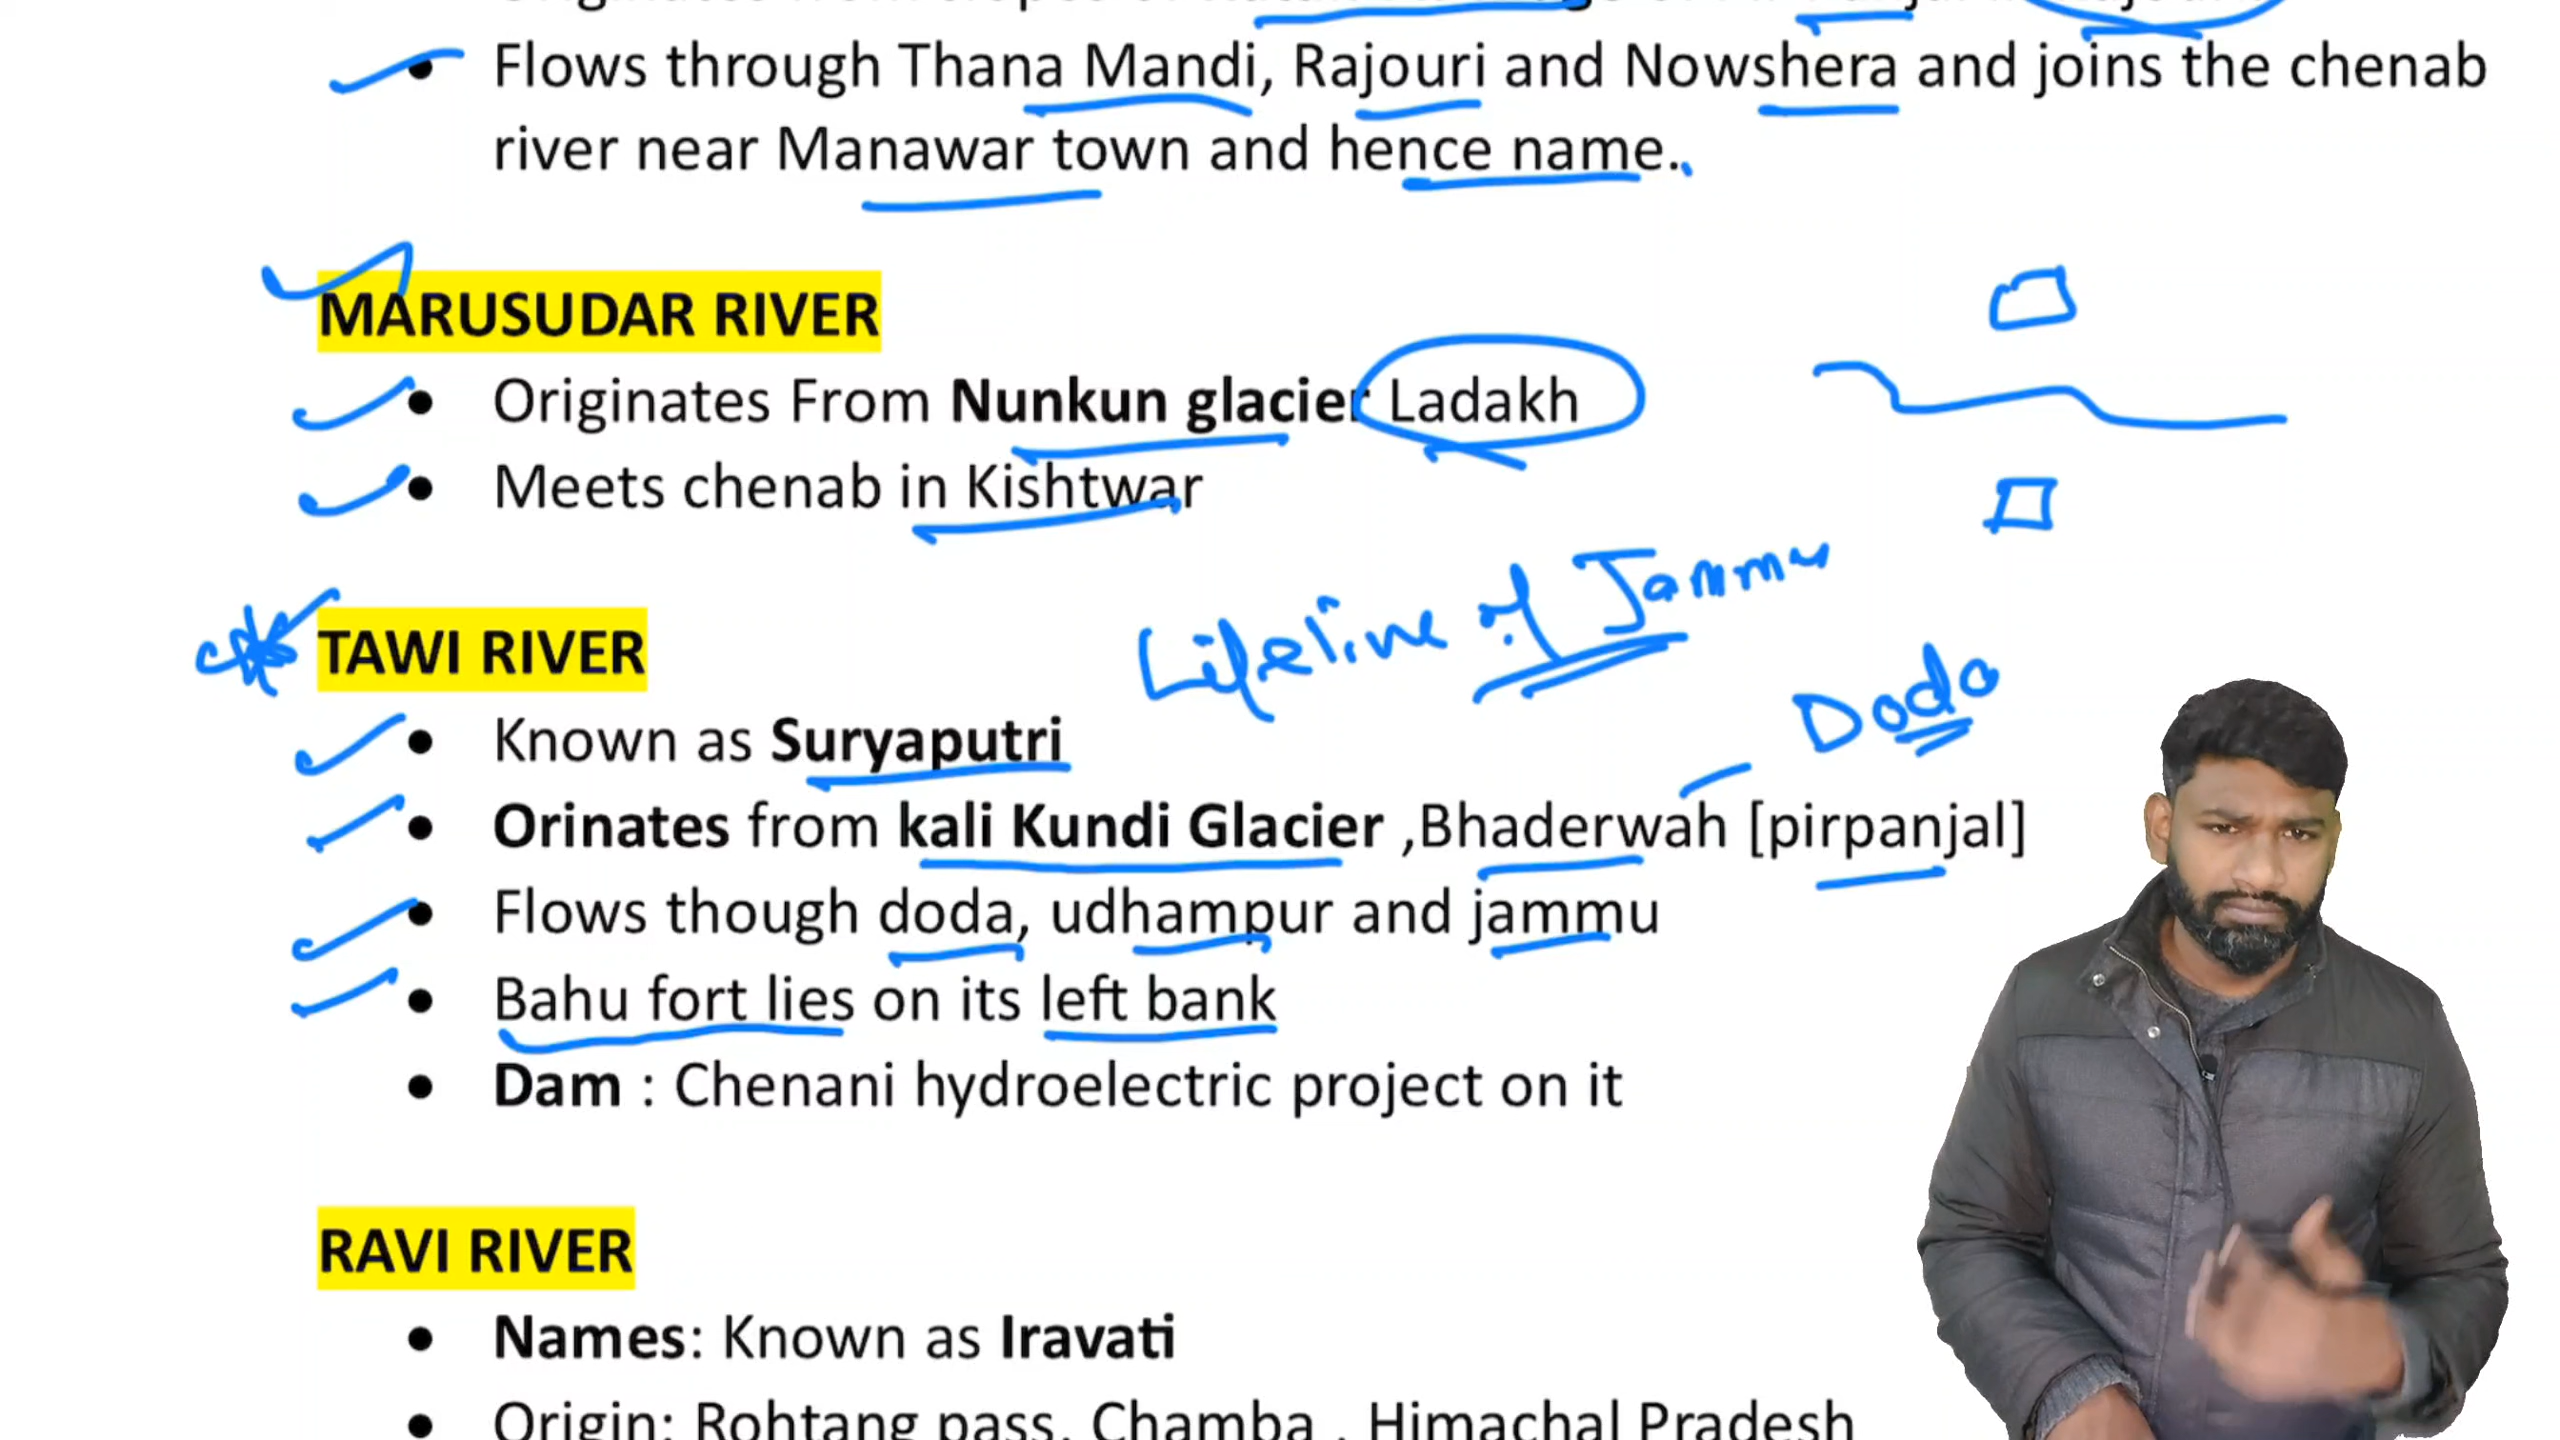 Flows through Thana Mandi, Rajouri and Nowshera and joins the chenab
river near Manawar town and hence name.
MARUSUDAR RIVER
• Originates From Nunkun glacier Ladakh
• Meets chenab in Kishtwar
Lifeline of Jammu
TAWI RIVER
Doda
• Known as Suryaputri
• Orinates from kali Kundi Glacier ,Bhaderwah [pirpanjal]
• Flows though doda, udhampur and jammu
• Bahu fort lies on its left bank
• Dam : Chenani hydroelectric project on it
RAVI RIVER
• Names: Known as Iravati
• Origin: Rohtang pass, Chamba , Himachal Pradesh